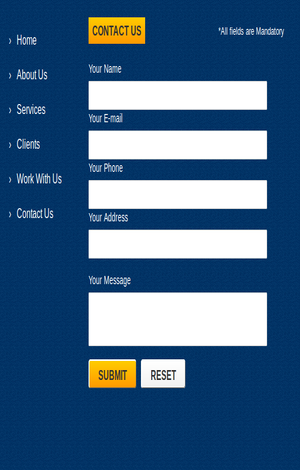 CONTACT US
*All fields are Mandatory
› Home
› About Us
› Services
› Clients
› Work With Us
› Contact Us
Your Name
Your E-mail
Your Phone
Your Address
Your Message
SUBMIT
RESET